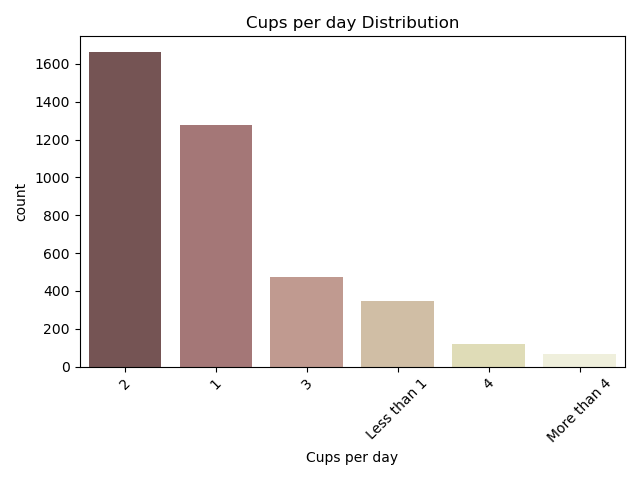 Cups per day Distribution
1600
1400
1200
1000
800
600
400
200
0
count
2
1
3
Less than 1
4
More than 4
Cups per day